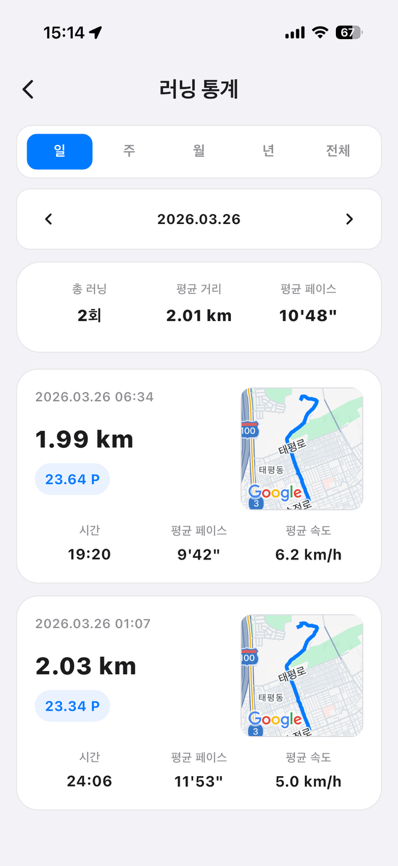 15:14
67
러닝 통계
일 주 월 년 전체
2026.03.26
총 러닝 평균 거리 평균 페이스
2회 2.01 km 10'48"
2026.03.26 06:34
1.99 km
23.64 P
100
태평로
태평동
Google
3
시간 평균 페이스 평균 속도
19:20 9'42" 6.2 km/h
2026.03.26 01:07
2.03 km
23.34 P
100
태평로
태평동
Google
3
시간 평균 페이스 평균 속도
24:06 11'53" 5.0 km/h